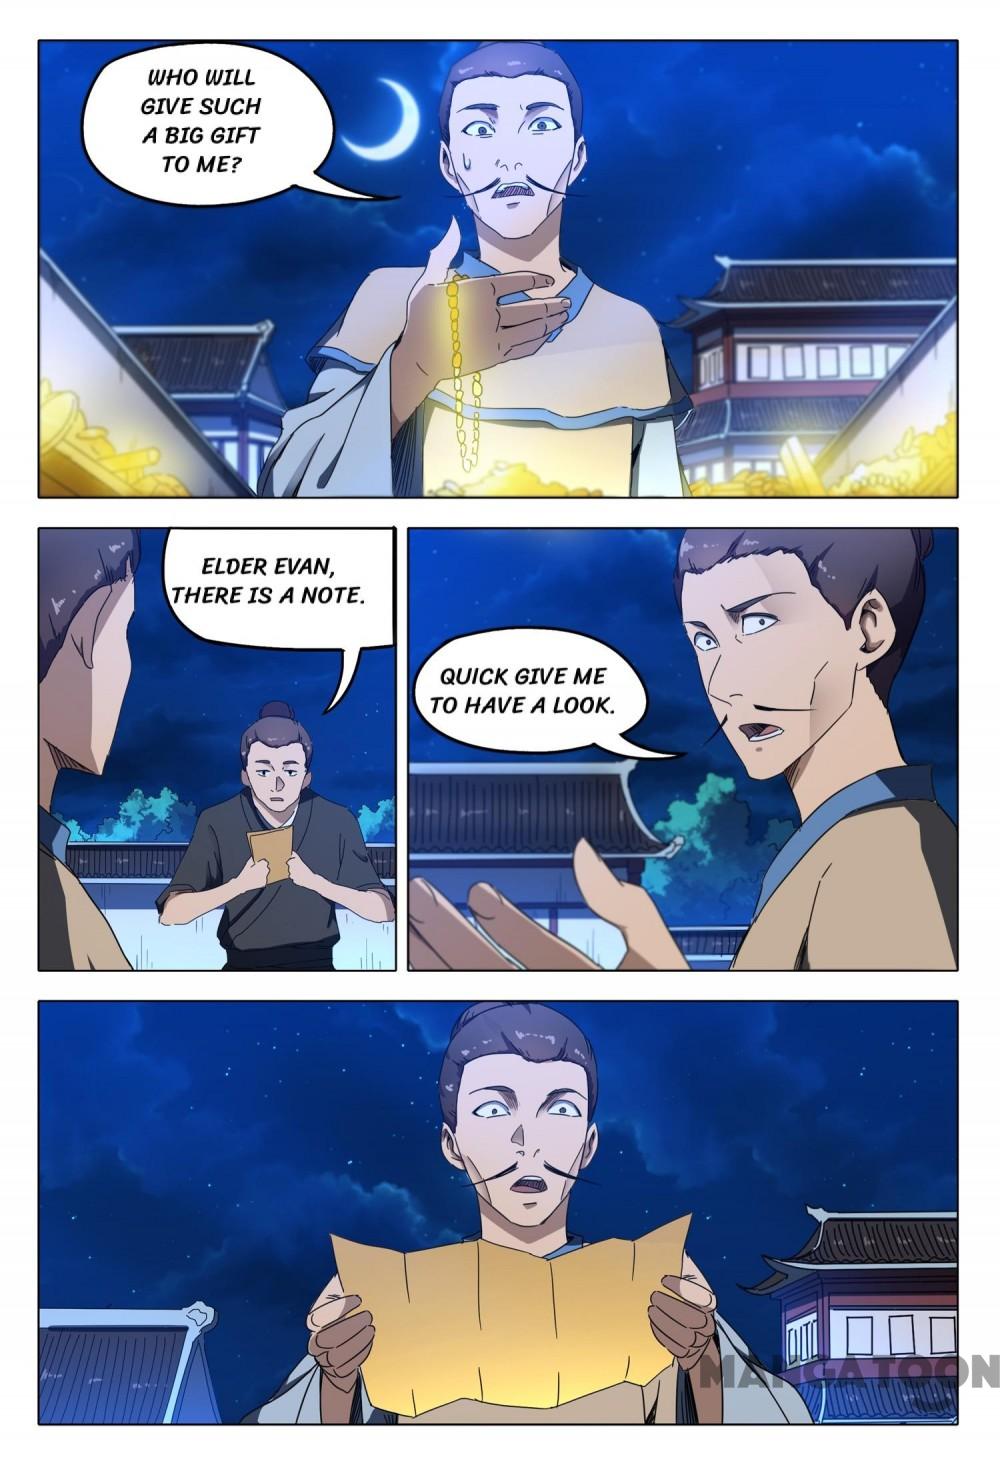 WHO WILL
GIVE SUCH
A BIG GIFT
TO ME?
ELDER EVAN,
THERE IS A NOTE.
QUICK GIVE ME
TO HAVE A LOOK.
MANGATOON